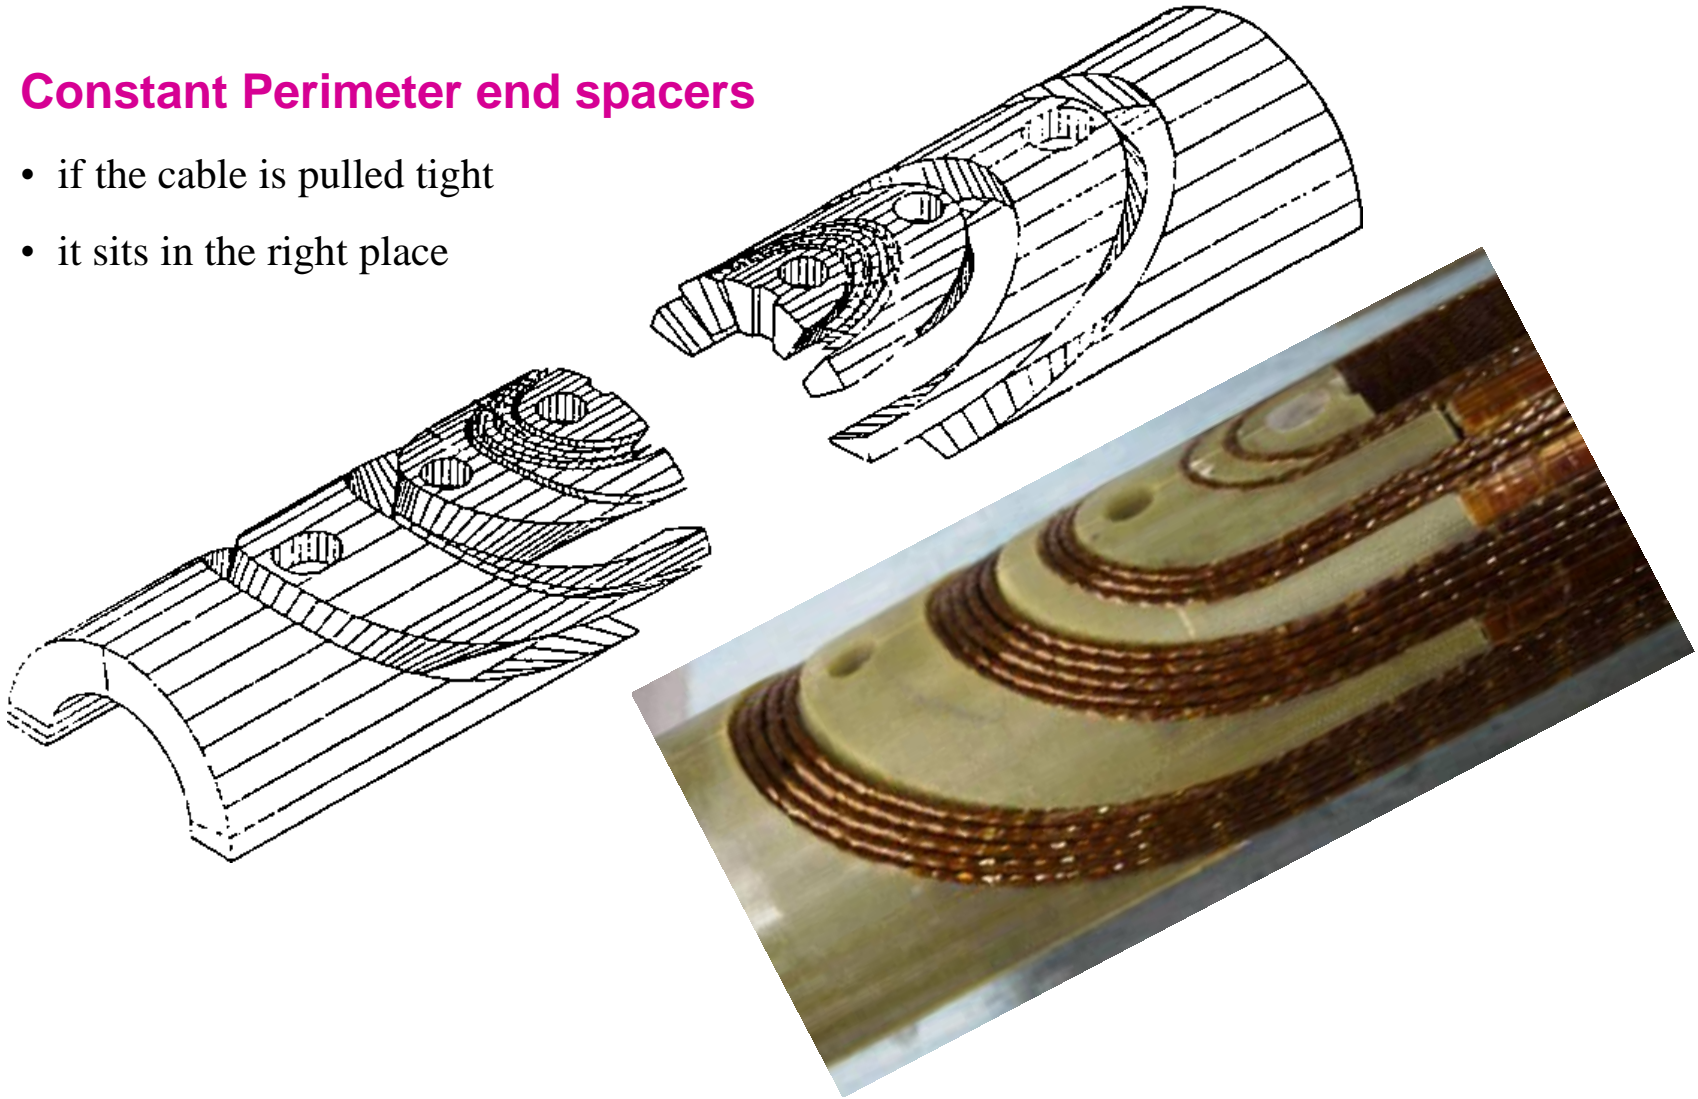 Constant Perimeter end spacers
• if the cable is pulled tight
• it sits in the right place